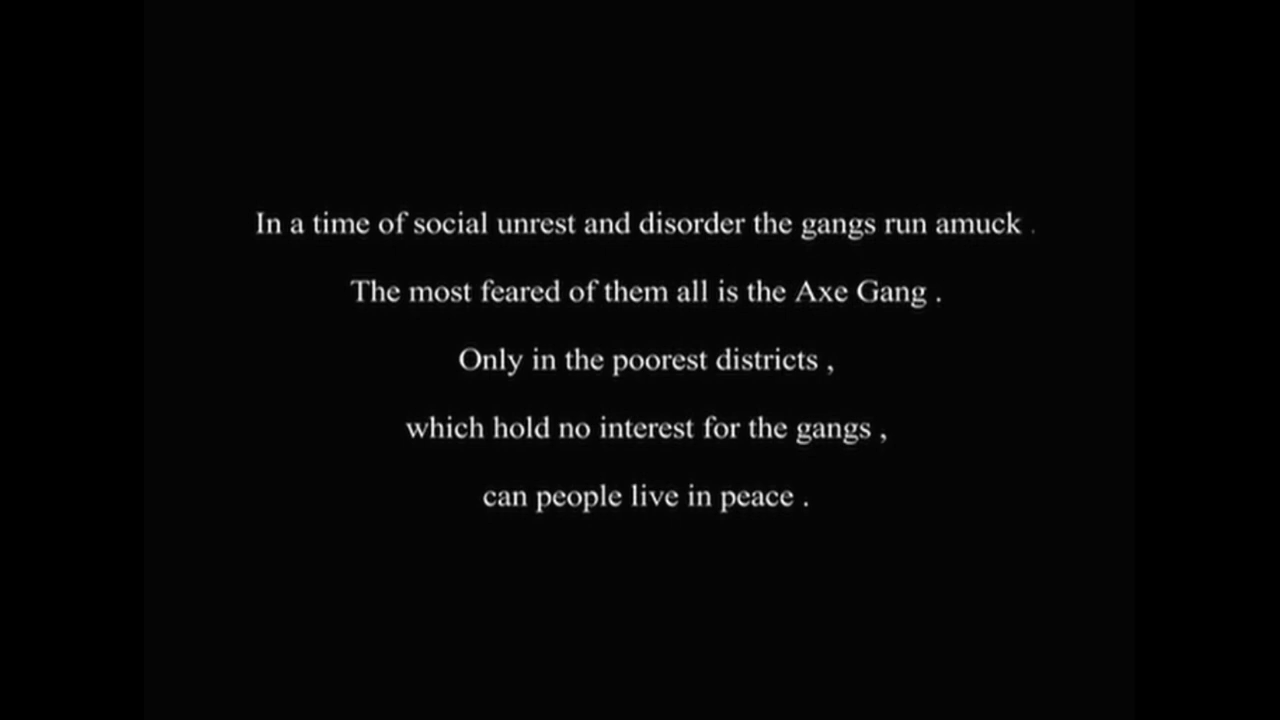 In a time of social unrest and disorder the gangs run amuck .
The most feared of them all is the Axe Gang .
Only in the poorest districts ,
which hold no interest for the gangs ,
can people live in peace .